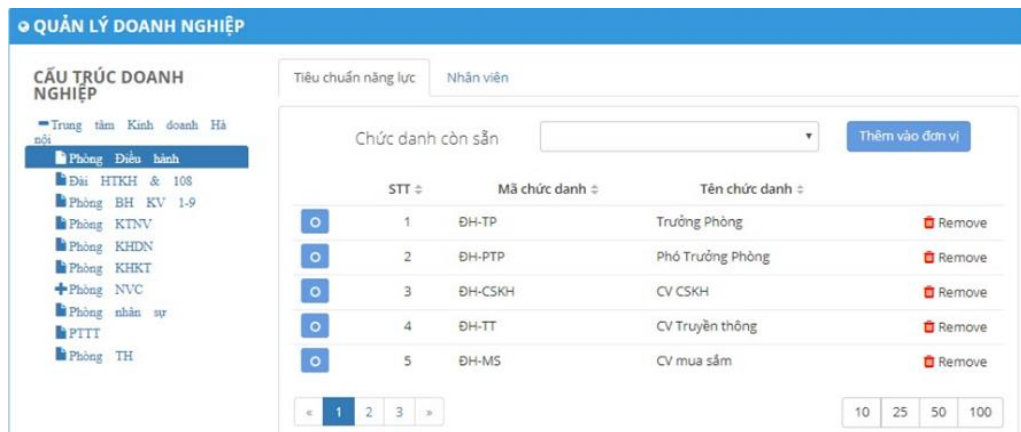 QUẢN LÝ DOANH NGHIỆP
CẤU TRÚC DOANH
NGHIỆP
Trung tâm Kinh doanh Hà
nội
Phòng Điều hành
Đài HTKH & 108
Phòng BH KV 1-9
Phòng KTNV
Phòng KHDN
Phòng KHKT
Phòng NVC
Phòng nhân sự
PTTT
Phòng TH
Tiêu chuẩn năng lực Nhân viên
Chức danh còn sẵn Thêm vào đơn vị
STT Mã chức danh Tên chức danh
1 ĐH-TP Trưởng Phòng Remove
2 ĐH-PTP Phó Trưởng Phòng Remove
3 ĐH-CSKH CV CSKH Remove
4 ĐH-TT CV Truyền thông Remove
5 ĐH-MS CV mua sắm Remove
« 1 2 3 » 10 25 50 100